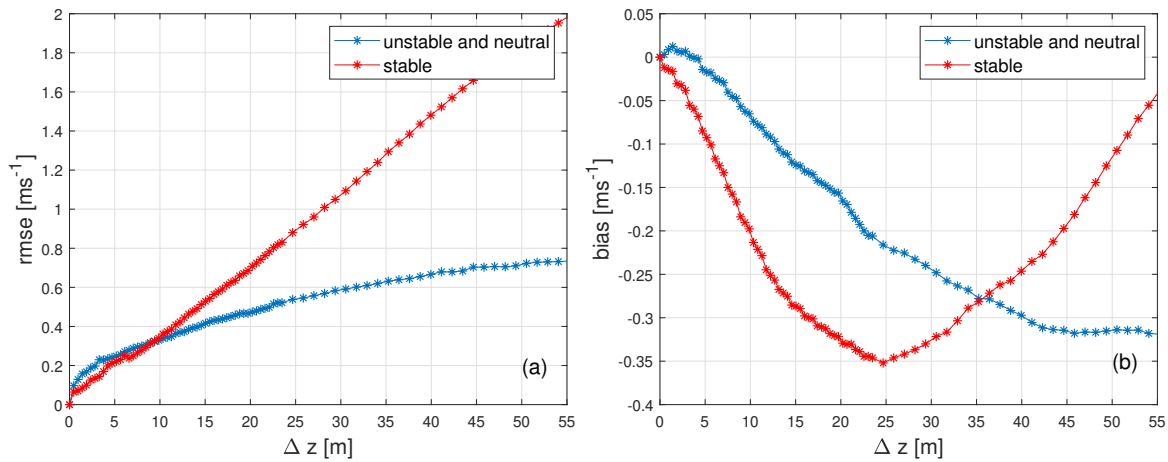 2
1.8
1.6
1.4
1.2
1
0.8
0.6
0.4
0.2
0
rmse [ms-1]
unstable and neutral
stable
(a)
0 5 10 15 20 25 30 35 40 45 50 55
Δ z [m]
0.05
0
-0.05
-0.1
-0.15
-0.2
-0.25
-0.3
-0.35
-0.4
bias [ms-1]
unstable and neutral
stable
(b)
0 5 10 15 20 25 30 35 40 45 50 55
Δ z [m]